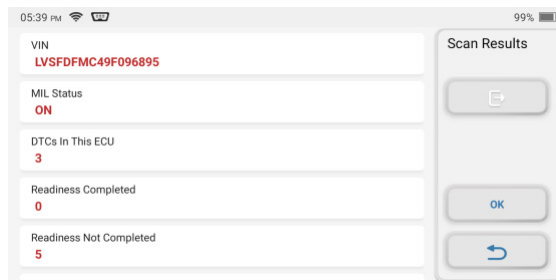 05:39 PM
99%
VIN
LVSFDFMC49F096895
MIL Status
ON
DTCs In This ECU
3
Readiness Completed
0
Readiness Not Completed
5
Scan Results
OK